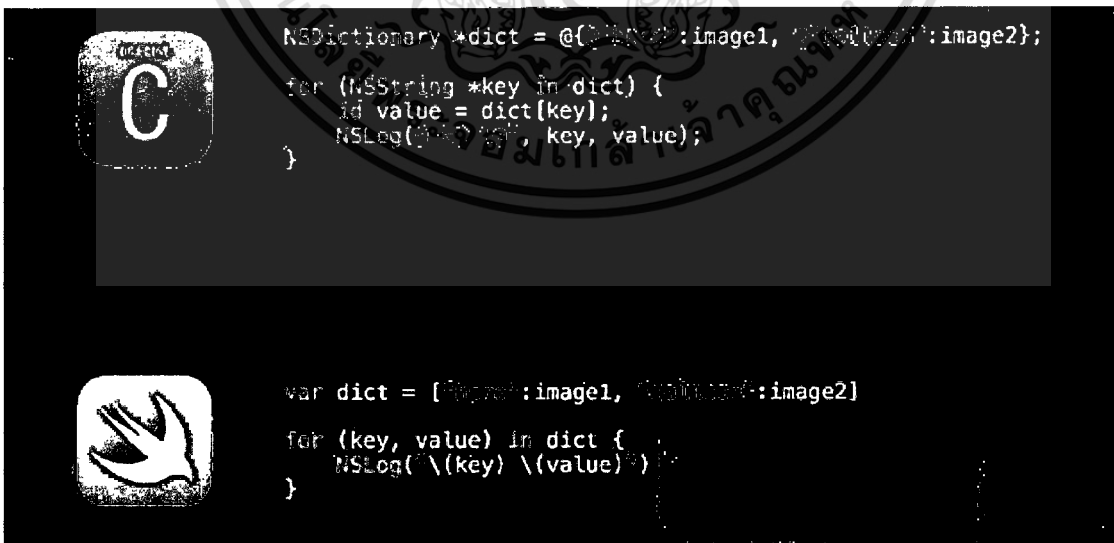 NSDictionary *dict = @{ :image1, :image2};
for (NSString *key in dict) {
id value = dict[key];
NSLog( , key, value);
}
C
var dict = [ :image1, :image2]
for (key, value) in dict {
NSLog("\(key) \(value)")
}